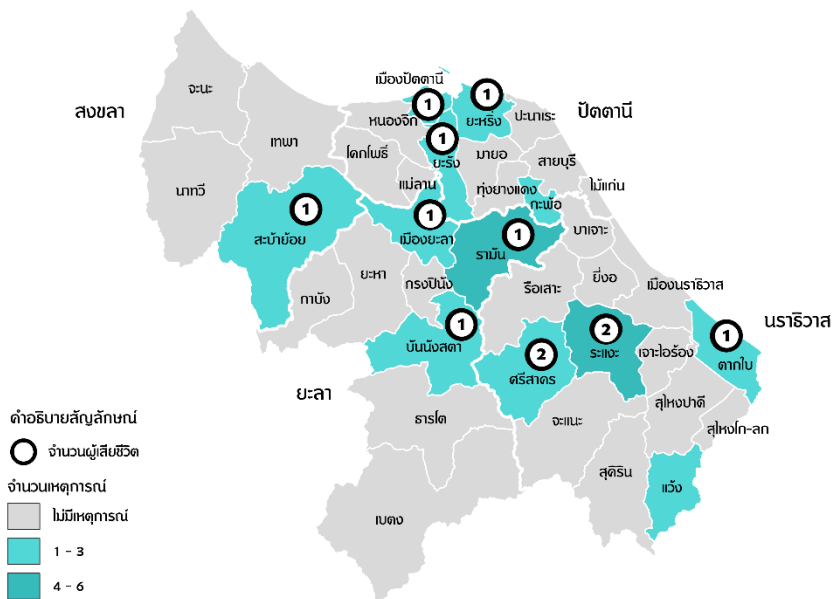 เมืองปัตตานี
จะนะ
1
1
สงขลา
ยะหริ่ง
ปัตตานี
ปะนาเระ
หนองจิก
เทพา
1
โคกโพธิ์
มายอ
สายบุรี
ยะรัง
นาทวี
แม่ลาน
ทุ่งยางแดง
ไม้แก่น
กะพ้อ
1
1
สะบ้าย้อย
เมืองยะลา
1
รามัน
บาเจาะ
ยะหา
กรงปินัง
รือเสาะ
ยี่งอ
เมืองนราธิวาส
กาบัง
นราธิวาส
1
2
1
บันนังสตา
2
ระแงะ
เจาะไอร้อง
ตากใบ
ศรีสาคร
ยะลา
สุไหงปาดี
ธารโต
จะแนะ
สุไหงโก-ลก
สุคิริน
แว้ง
เบตง
คำอธิบายสัญลักษณ์
จำนวนผู้เสียชีวิต
จำนวนเหตุการณ์
ไม่มีเหตุการณ์
1 - 3
4 - 6